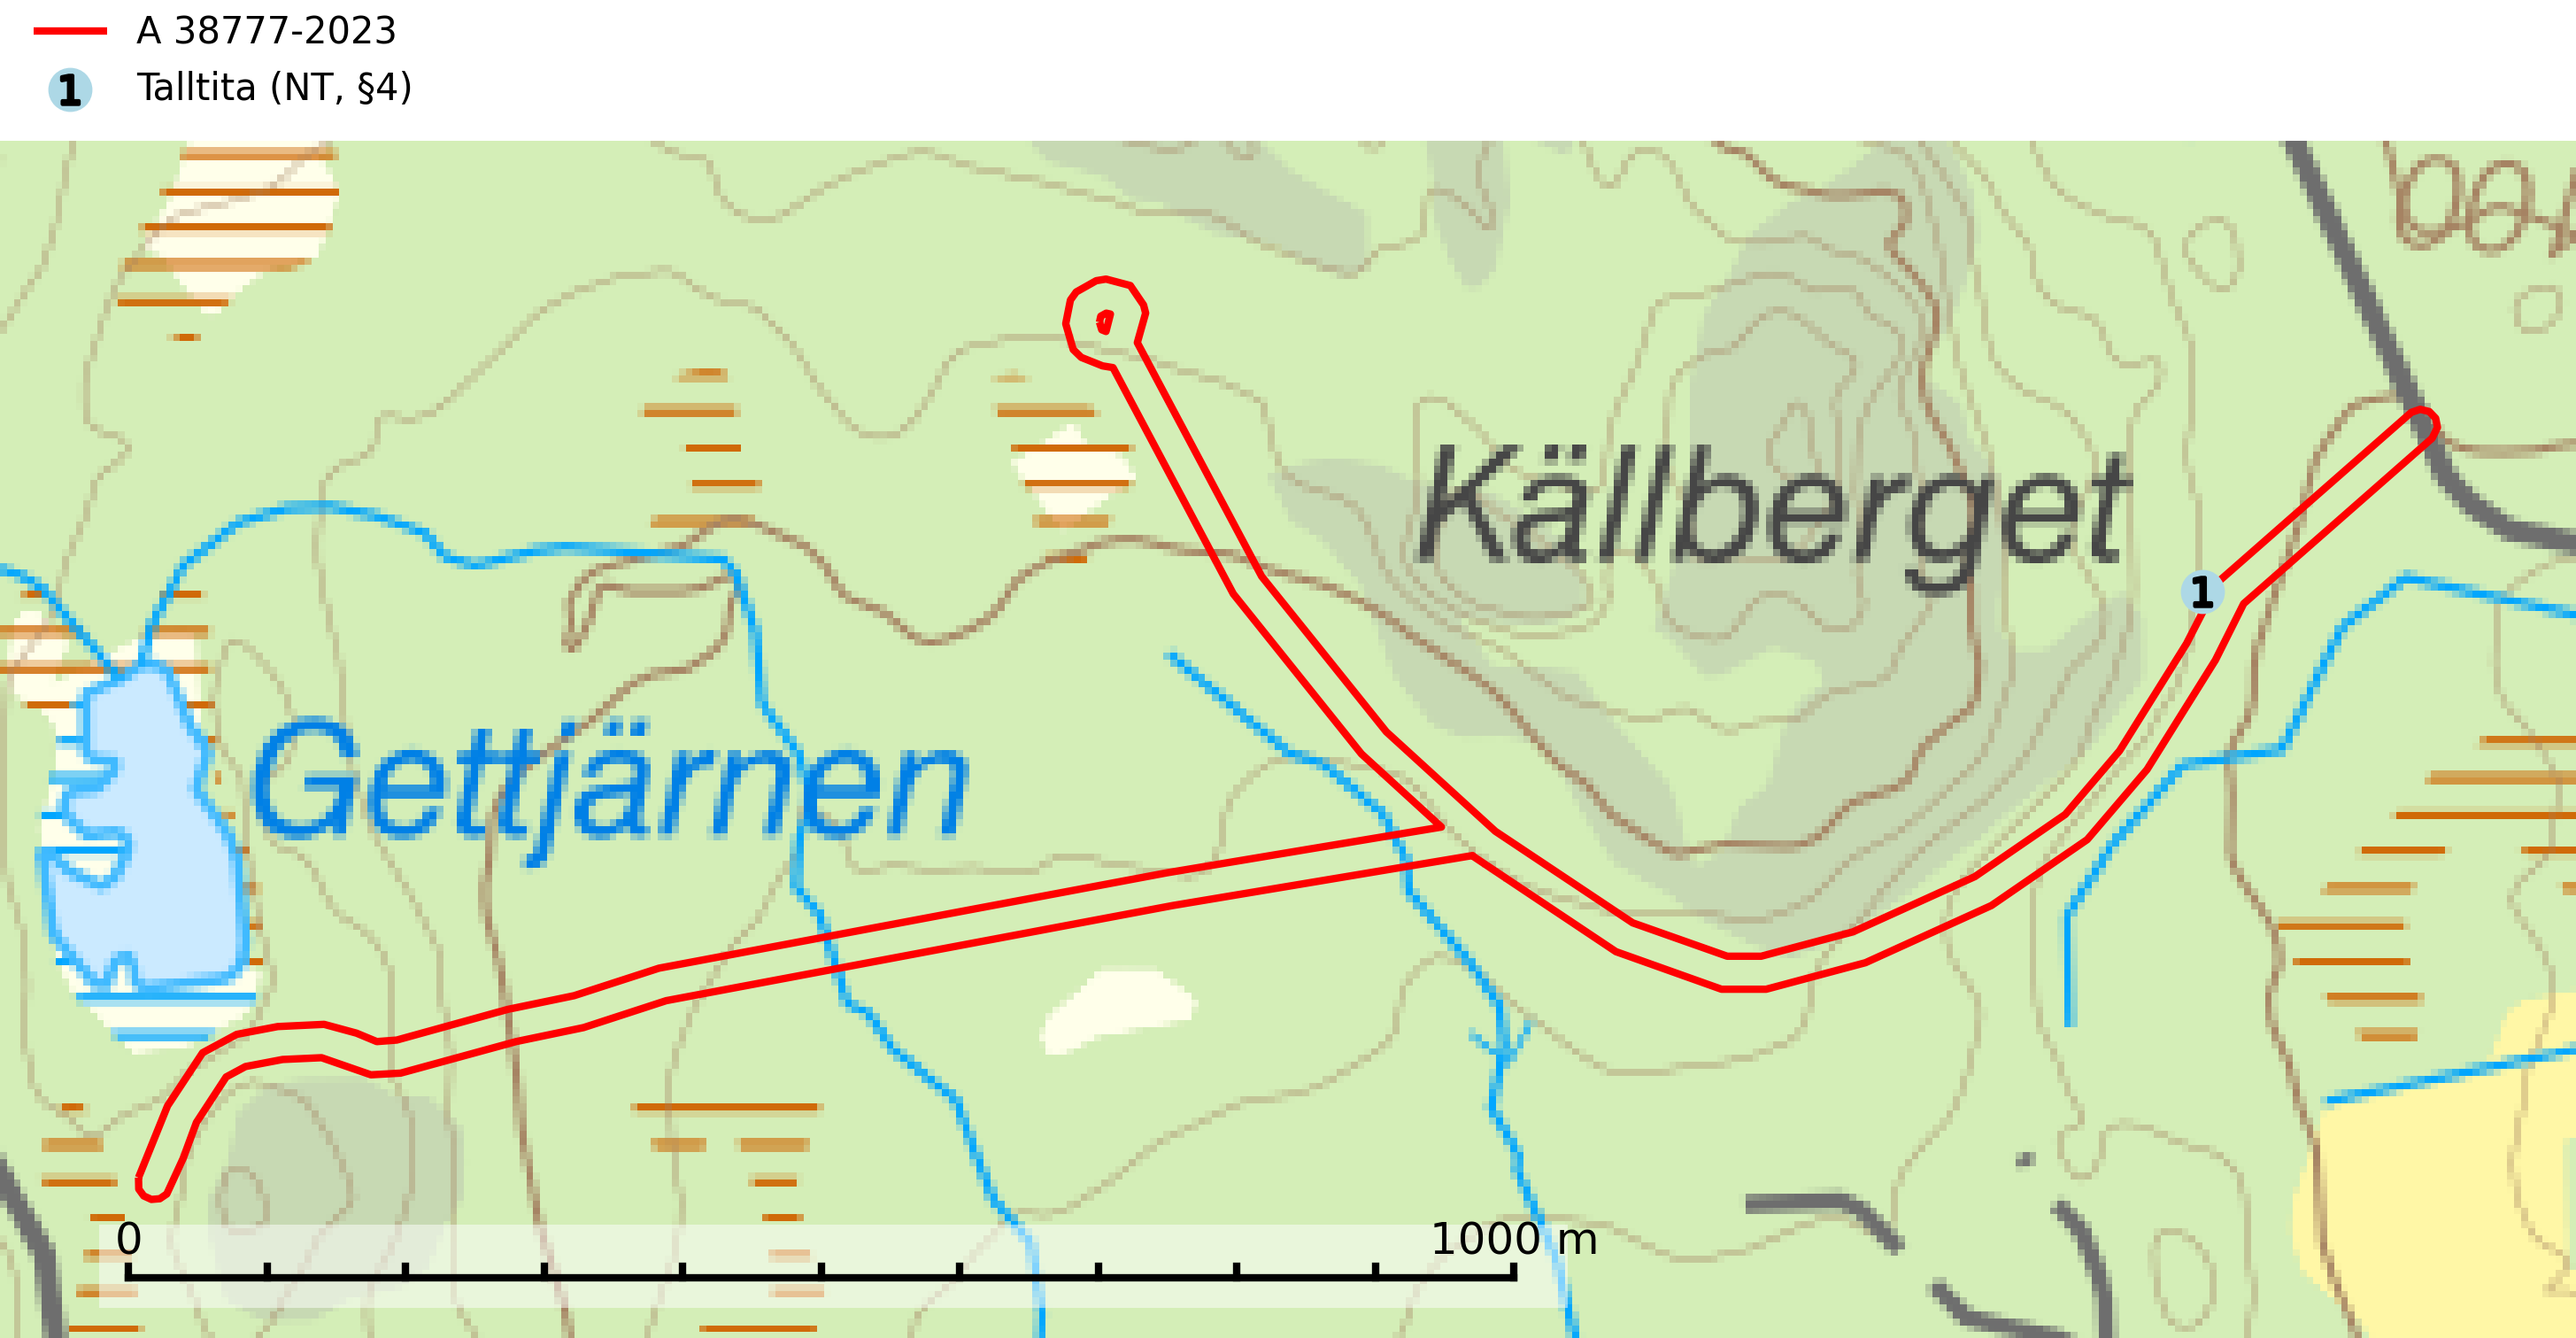 A 38777-2023
1 Talltita (NT, §4)
Källberget
1
Gettjärnen
0 1000 m